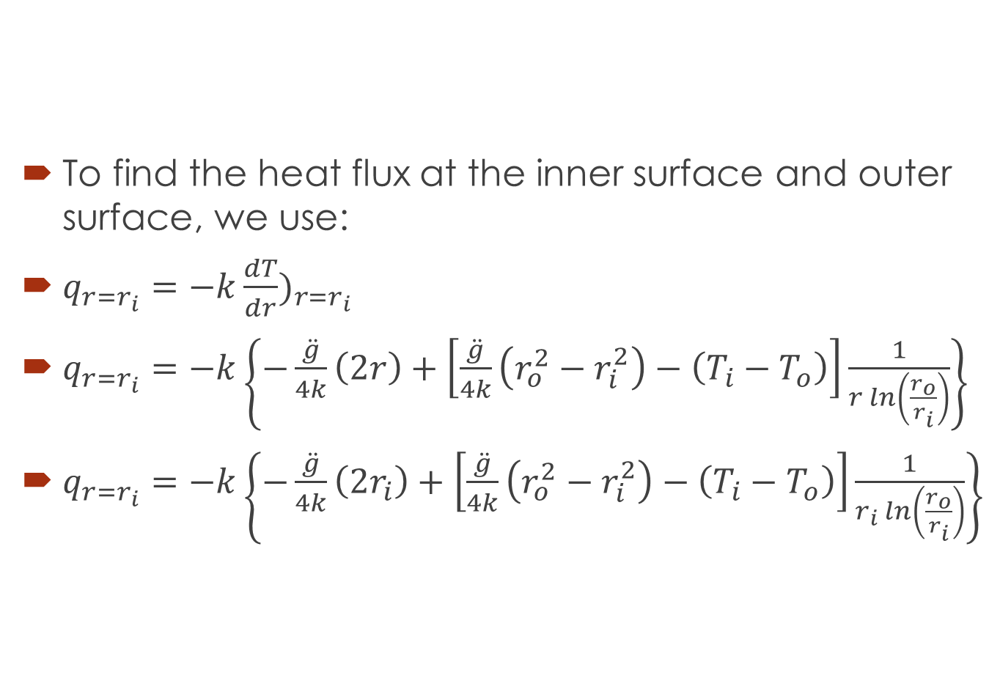 To find the heat flux at the inner surface and outer
surface, we use:
$q_{r=r_i} = -k \frac{dT}{dr})_{r=r_i}$
$q_{r=r_i} = -k \left\{ -\frac{\ddot{g}}{4k}(2r) + \left[ \frac{\ddot{g}}{4k}\left(r_o^2 - r_i^2\right) - (T_i - T_o) \right] \frac{1}{r \ ln\left(\frac{r_o}{r_i}\right)} \right\}$
$q_{r=r_i} = -k \left\{ -\frac{\ddot{g}}{4k}(2r_i) + \left[ \frac{\ddot{g}}{4k}\left(r_o^2 - r_i^2\right) - (T_i - T_o) \right] \frac{1}{r_i \ ln\left(\frac{r_o}{r_i}\right)} \right\}$